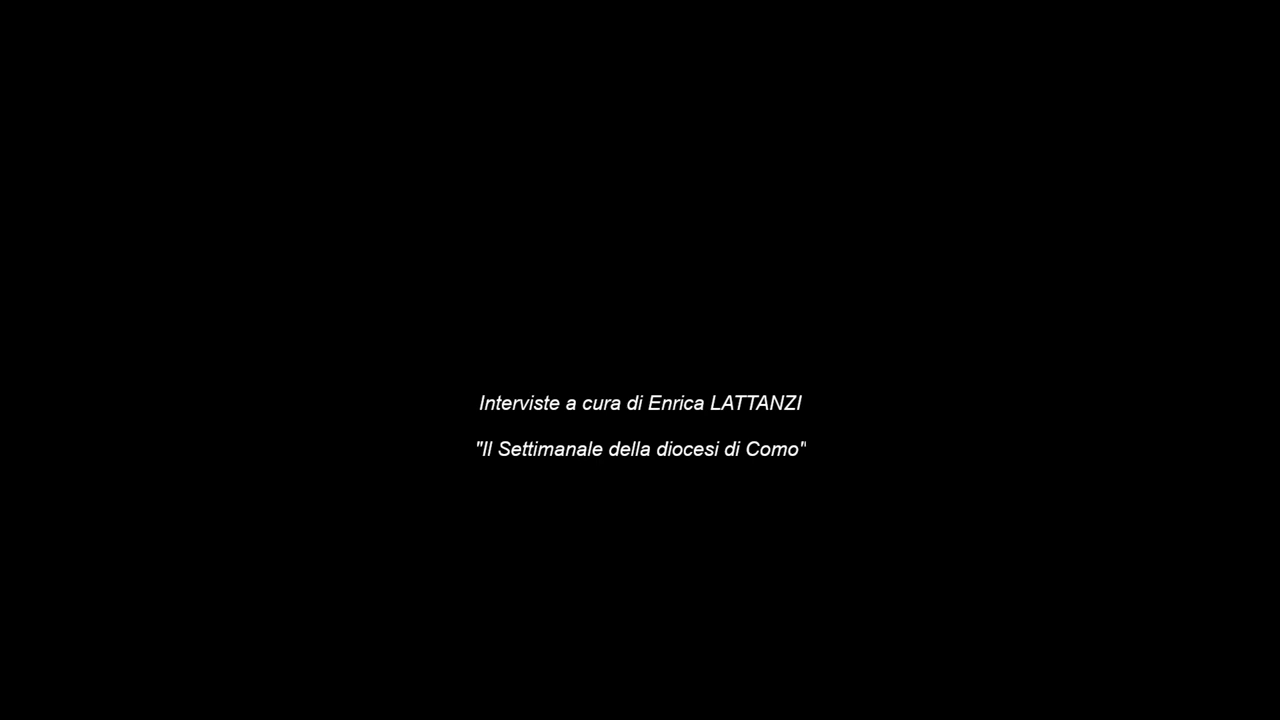 Interviste a cura di Enrica LATTANZI
"Il Settimanale della diocesi di Como"